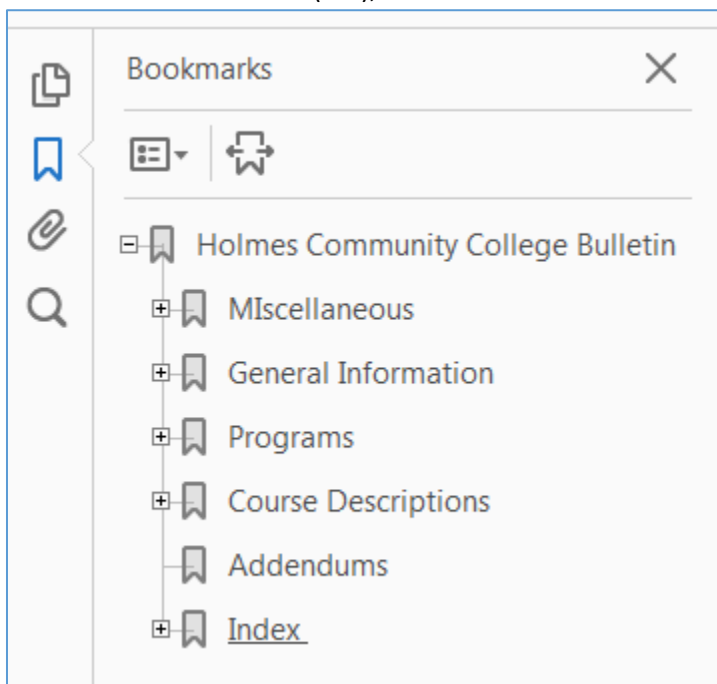 Bookmarks
Holmes Community College Bulletin
MIscellaneous
General Information
Programs
Course Descriptions
Addendums
Index